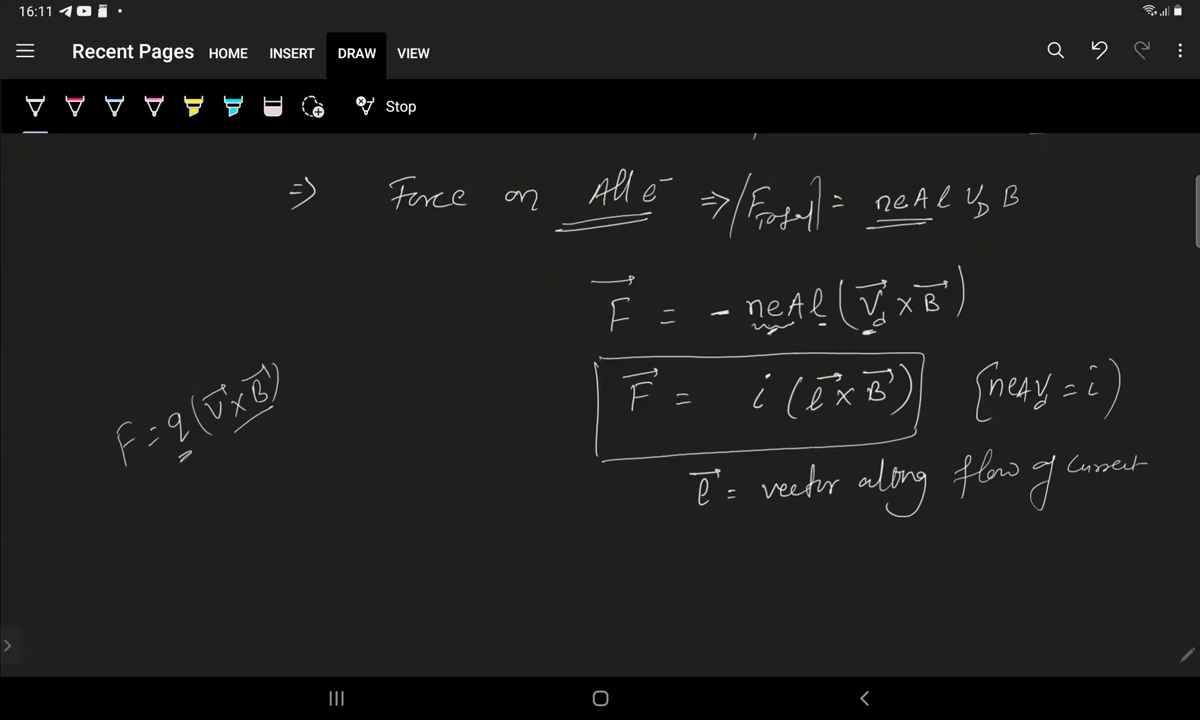 16:11
Recent Pages HOME INSERT DRAW VIEW
Stop
=> Force on All e⁻ => |F_Total| = neAl V_D B
F⃗ = - neAl (V⃗_d × B⃗)
F⃗ = i (l⃗ × B⃗) {neAV_d = i}
F = q (V⃗ × B⃗)
l⃗ = vector along flow of current